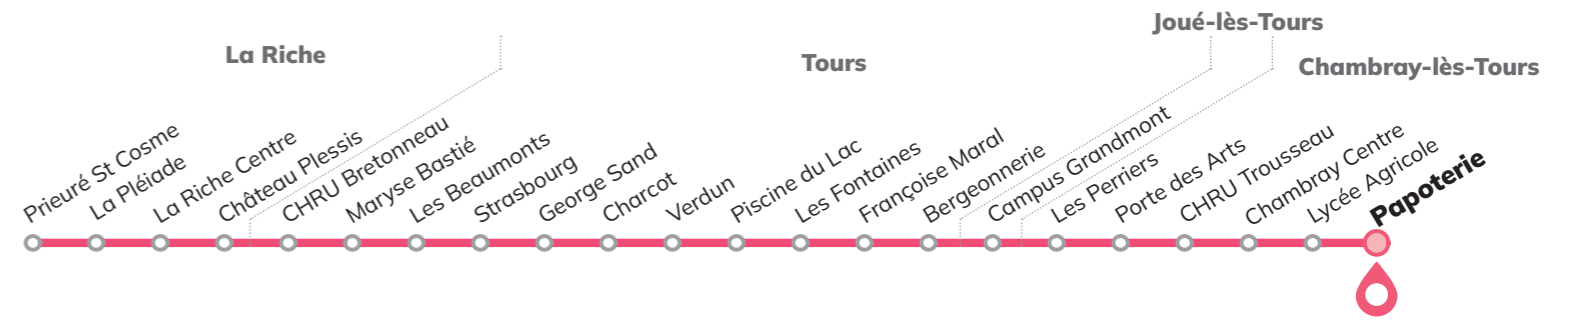 Joué-lès-Tours
La Riche
Tours
Chambray-lès-Tours
Prieuré St Cosme
La Pléiade
La Riche Centre
Château Plessis
CHRU Bretonneau
Maryse Bastié
Les Beaumonts
Strasbourg
George Sand
Charcot
Verdun
Piscine du Lac
Les Fontaines
Françoise Maral
Bergeonnerie
Campus Grandmont
Les Perriers
Porte des Arts
CHRU Trousseau
Chambray Centre
Lycée Agricole
Papoterie